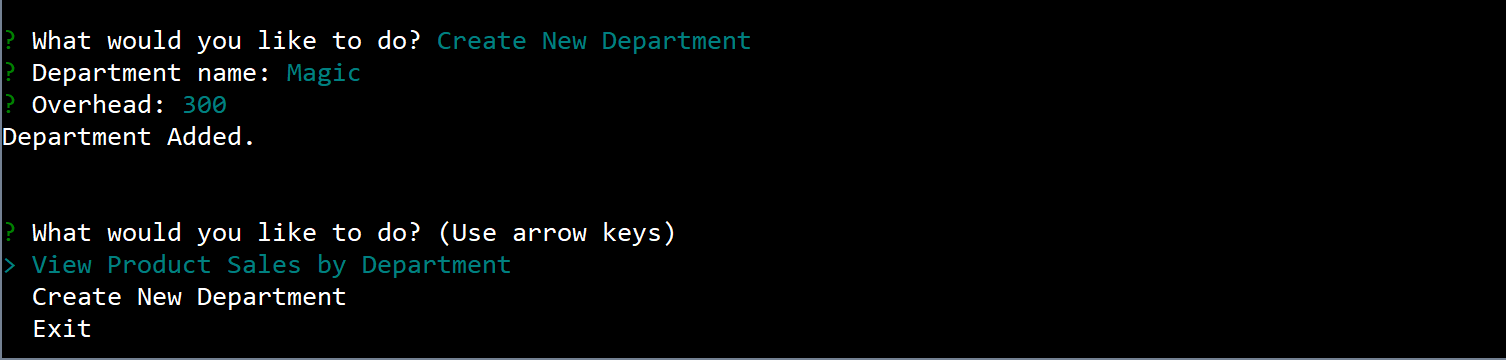 ? What would you like to do? Create New Department
? Department name: Magic
? Overhead: 300
Department Added.
? What would you like to do? (Use arrow keys)
> View Product Sales by Department
Create New Department
Exit